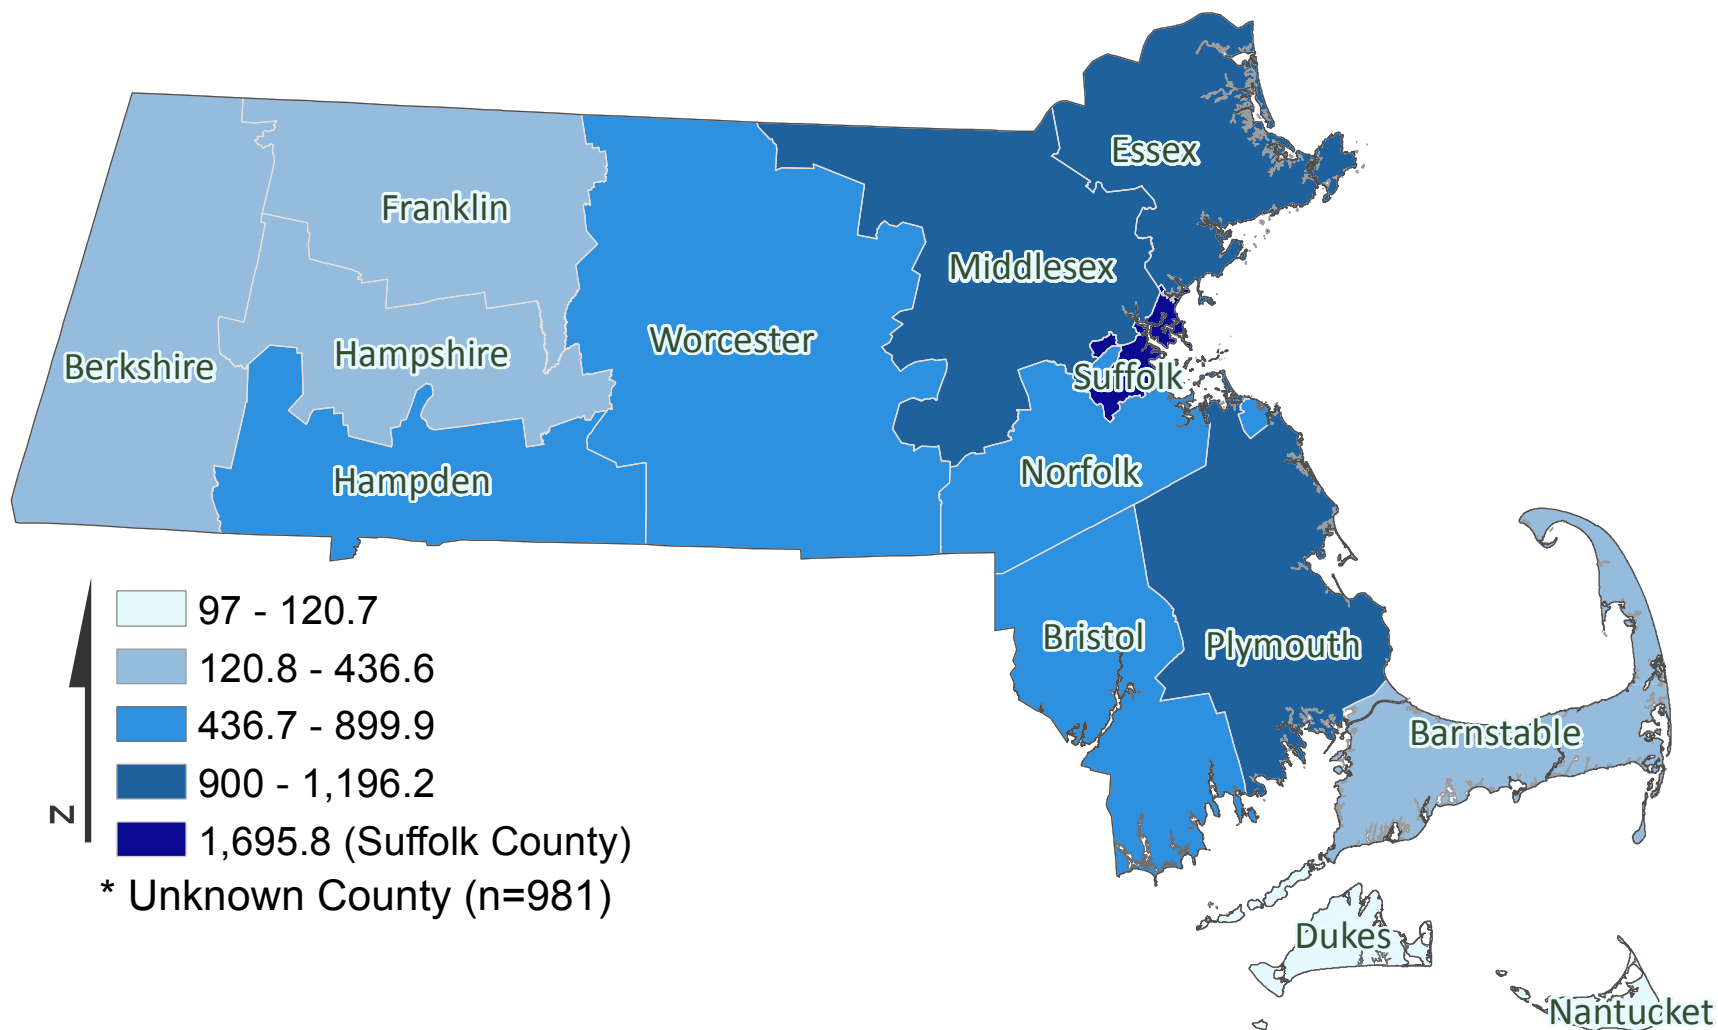 Essex
Franklin
Middlesex
Worcester
Hampshire
Berkshire
Suffolk
Norfolk
Hampden
Bristol
Plymouth
Barnstable
Dukes
Nantucket
N
97 - 120.7
120.8 - 436.6
436.7 - 899.9
900 - 1,196.2
1,695.8 (Suffolk County)
* Unknown County (n=981)